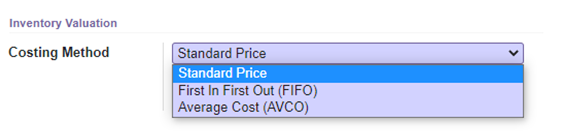 Inventory Valuation
Costing Method
Standard Price
Standard Price
First In First Out (FIFO)
Average Cost (AVCO)